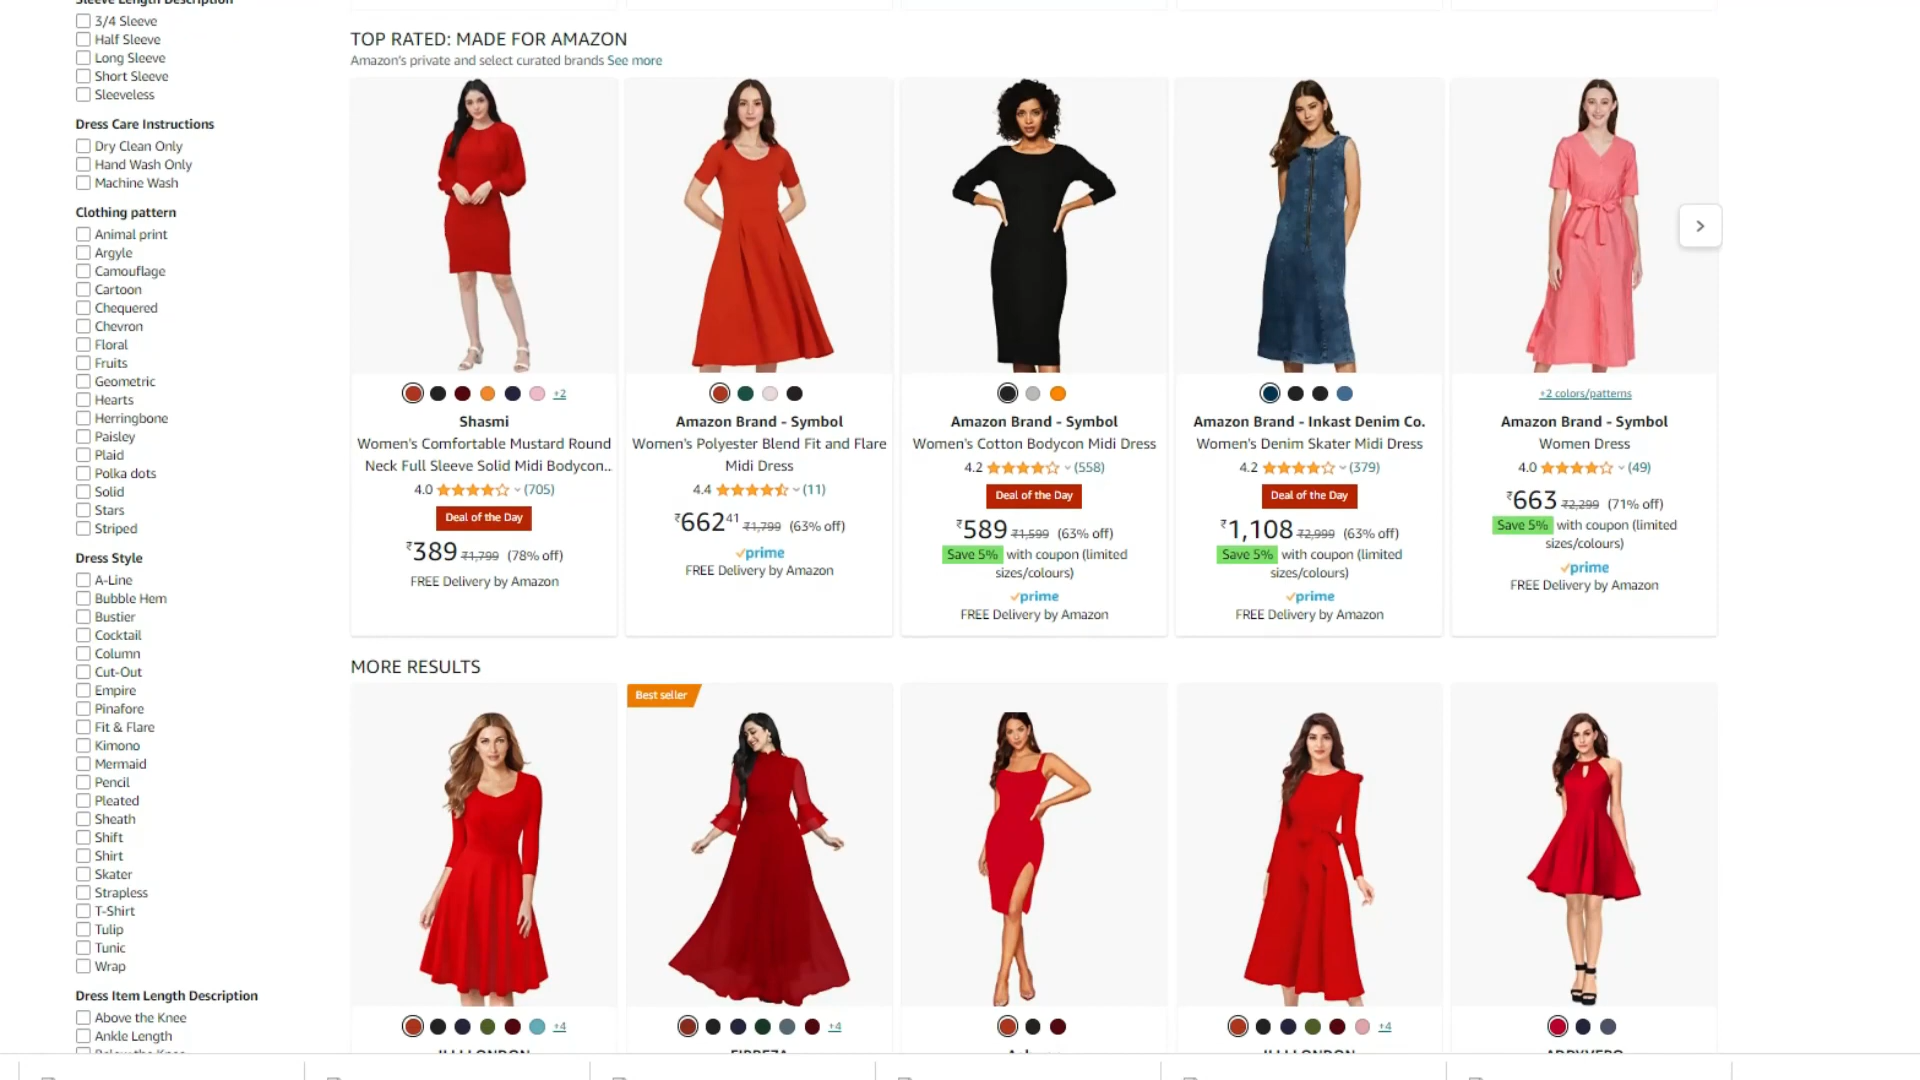 Sleeve Length Description
3/4 Sleeve
Half Sleeve
Long Sleeve
Short Sleeve
Sleeveless
Dress Care Instructions
Dry Clean Only
Hand Wash Only
Machine Wash
Clothing pattern
Animal print
Argyle
Camouflage
Cartoon
Chequered
Chevron
Floral
Fruits
Geometric
Hearts
Herringbone
Paisley
Plaid
Polka dots
Solid
Stars
Striped
Dress Style
A-Line
Bubble Hem
Bustier
Cocktail
Column
Cut-Out
Empire
Pinafore
Fit & Flare
Kimono
Mermaid
Pencil
Pleated
Sheath
Shift
Shirt
Skater
Strapless
T-Shirt
Tulip
Tunic
Wrap
Dress Item Length Description
Above the Knee
Ankle Length
Below the Knee
TOP RATED: MADE FOR AMAZON
Amazon's private and select curated brands See more
+2
Shasmi
Women's Comfortable Mustard Round
Neck Full Sleeve Solid Midi Bodycon...
4.0 (705)
Deal of the Day
₹389 ₹1,799 (78% off)
FREE Delivery by Amazon
Amazon Brand - Symbol
Women's Polyester Blend Fit and Flare
Midi Dress
4.4 (11)
₹662 41 ₹1,799 (63% off)
prime
FREE Delivery by Amazon
Amazon Brand - Symbol
Women's Cotton Bodycon Midi Dress
4.2 (558)
Deal of the Day
₹589 ₹1,599 (63% off)
Save 5% with coupon (limited
sizes/colours)
prime
FREE Delivery by Amazon
Amazon Brand - Inkast Denim Co.
Women's Denim Skater Midi Dress
4.2 (379)
Deal of the Day
₹1,108 ₹2,999 (63% off)
Save 5% with coupon (limited
sizes/colours)
prime
FREE Delivery by Amazon
+2 colors/patterns
Amazon Brand - Symbol
Women Dress
4.0 (49)
₹663 ₹2,299 (71% off)
Save 5% with coupon (limited
sizes/colours)
prime
FREE Delivery by Amazon
MORE RESULTS
Best seller
+4
+4
+4